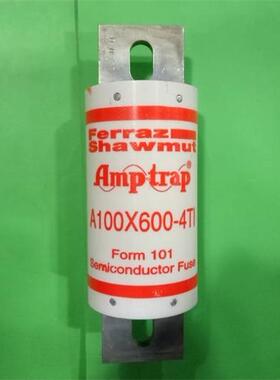 Ferraz
Shawmut
Amp-trap®
A100X600-4TI
Form 101
Semiconductor Fuse